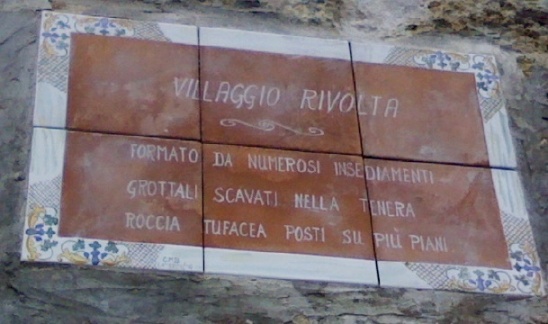 VILLAGGIO RIVOLTA
FORMATO DA NUMEROSI INSEDIAMENTI
GROTTALI SCAVATI NELLA TENERA
ROCCIA TUFACEA POSTI SU PIÙ PIANI